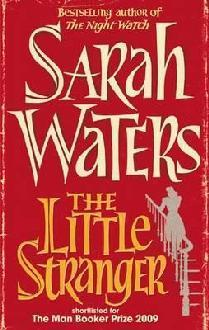 BESTSELLING author of
THE NIGHT WATCH
SARAH
WATERS
THE
LITTLE
STRANGER
shortlisted for
The Man Booker Prize 2009